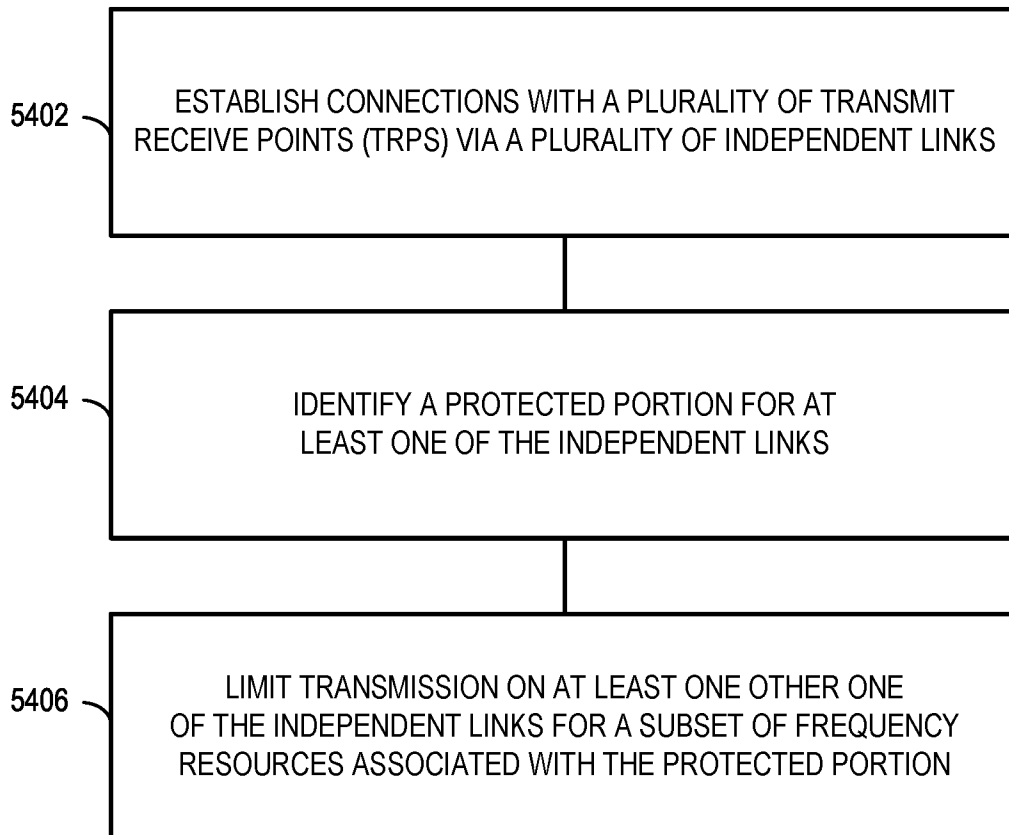 5402
ESTABLISH CONNECTIONS WITH A PLURALITY OF TRANSMIT
RECEIVE POINTS (TRPS) VIA A PLURALITY OF INDEPENDENT LINKS
5404
IDENTIFY A PROTECTED PORTION FOR AT
LEAST ONE OF THE INDEPENDENT LINKS
5406
LIMIT TRANSMISSION ON AT LEAST ONE OTHER ONE
OF THE INDEPENDENT LINKS FOR A SUBSET OF FREQUENCY
RESOURCES ASSOCIATED WITH THE PROTECTED PORTION